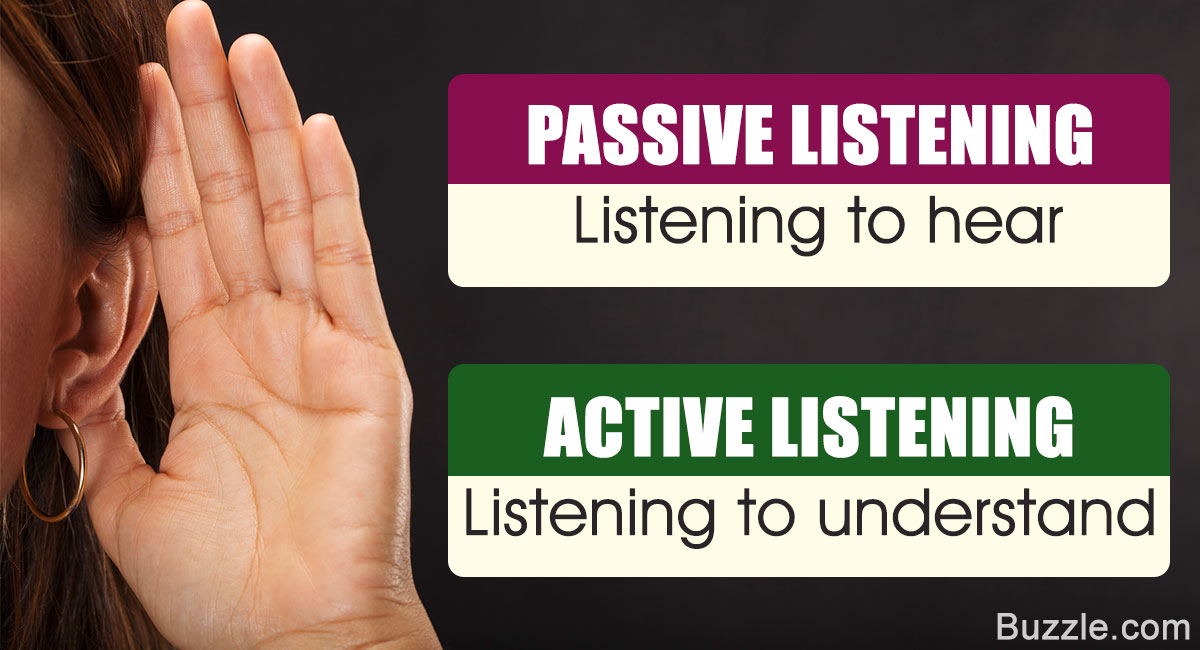 PASSIVE LISTENING
Listening to hear
ACTIVE LISTENING
Listening to understand
Buzzle.com